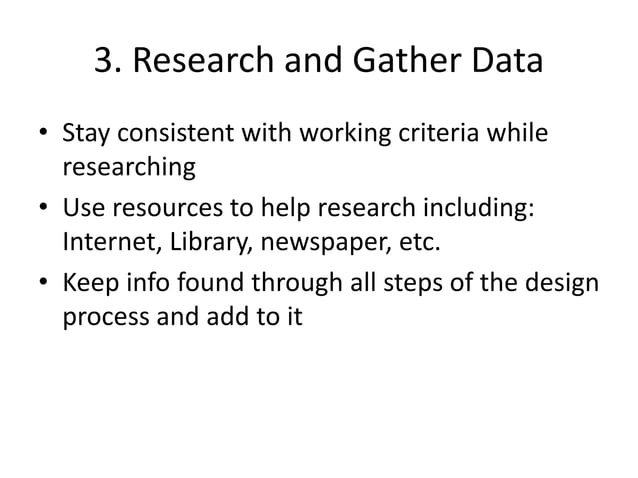 3. Research and Gather Data
• Stay consistent with working criteria while
researching
• Use resources to help research including:
Internet, Library, newspaper, etc.
• Keep info found through all steps of the design
process and add to it